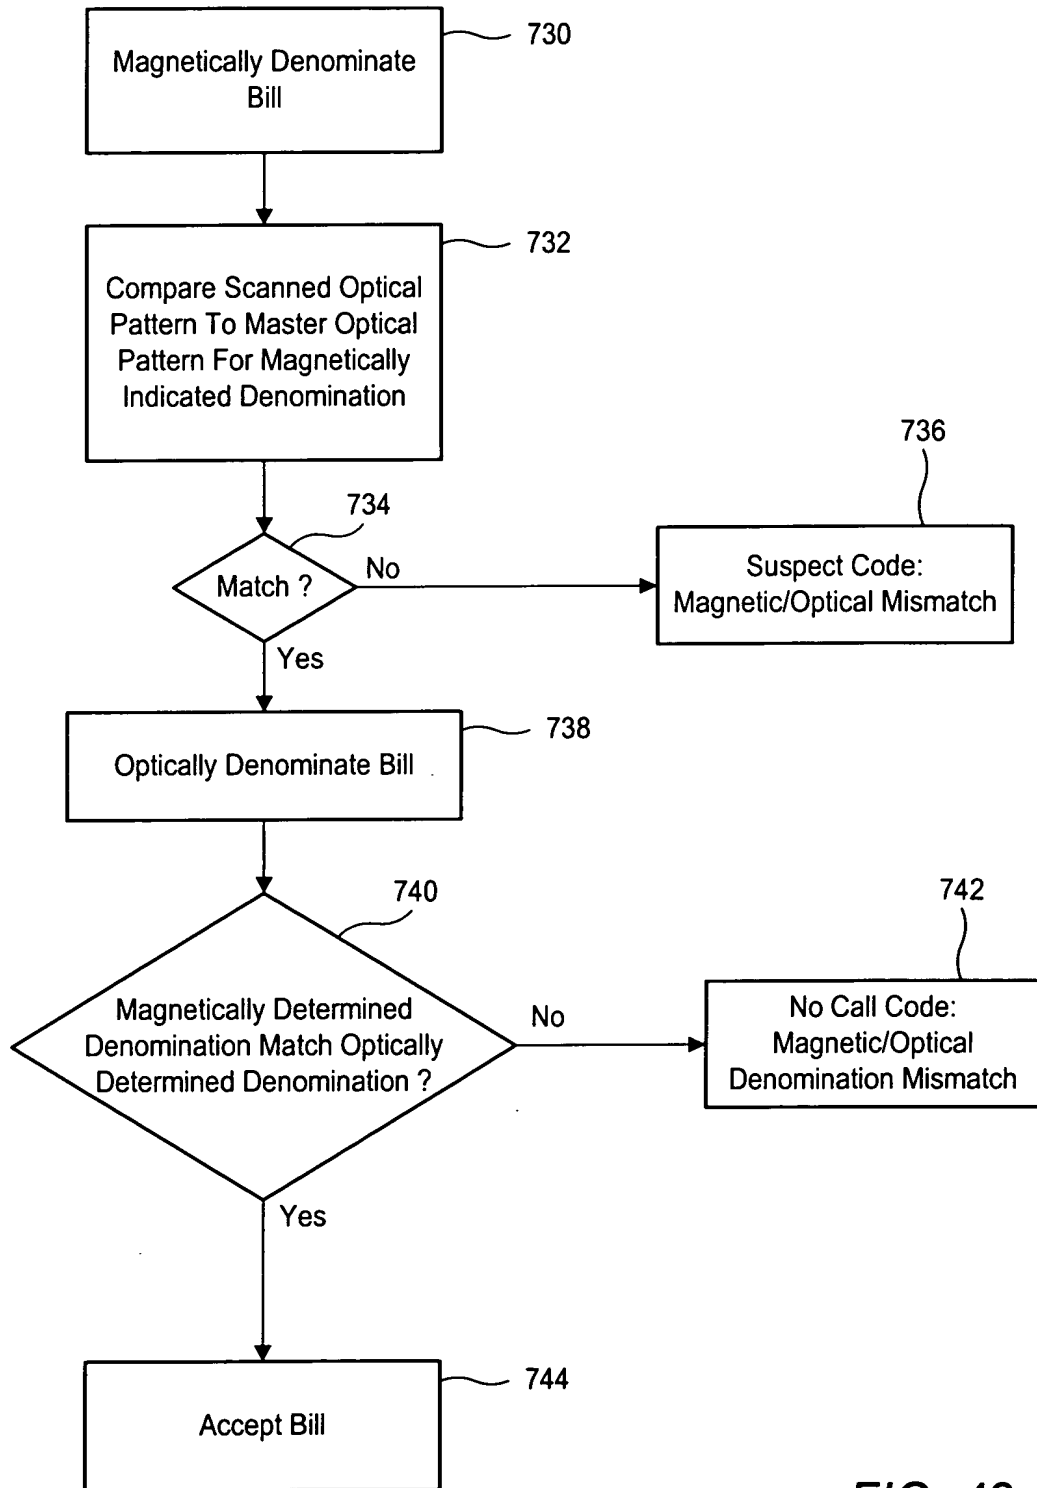 730
Magnetically Denominate
Bill
732
Compare Scanned Optical
Pattern To Master Optical
Pattern For Magnetically
Indicated Denomination
734
Match ?
No
Yes
736
Suspect Code:
Magnetic/Optical Mismatch
738
Optically Denominate Bill
740
Magnetically Determined
Denomination Match Optically
Determined Denomination ?
No
Yes
742
No Call Code:
Magnetic/Optical
Denomination Mismatch
744
Accept Bill